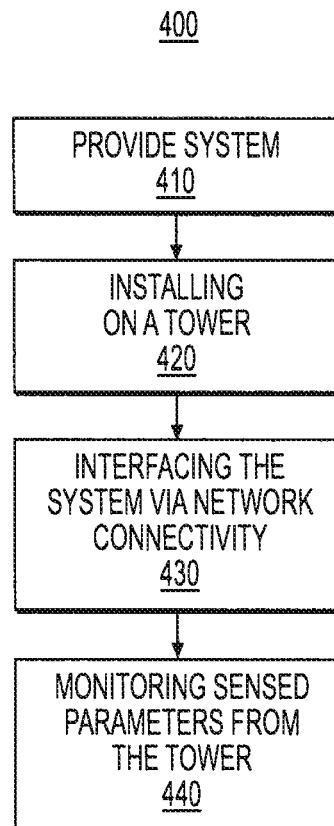 400
PROVIDE SYSTEM
410
INSTALLING
ON A TOWER
420
INTERFACING THE
SYSTEM VIA NETWORK
CONNECTIVITY
430
MONITORING SENSED
PARAMETERS FROM
THE TOWER
440